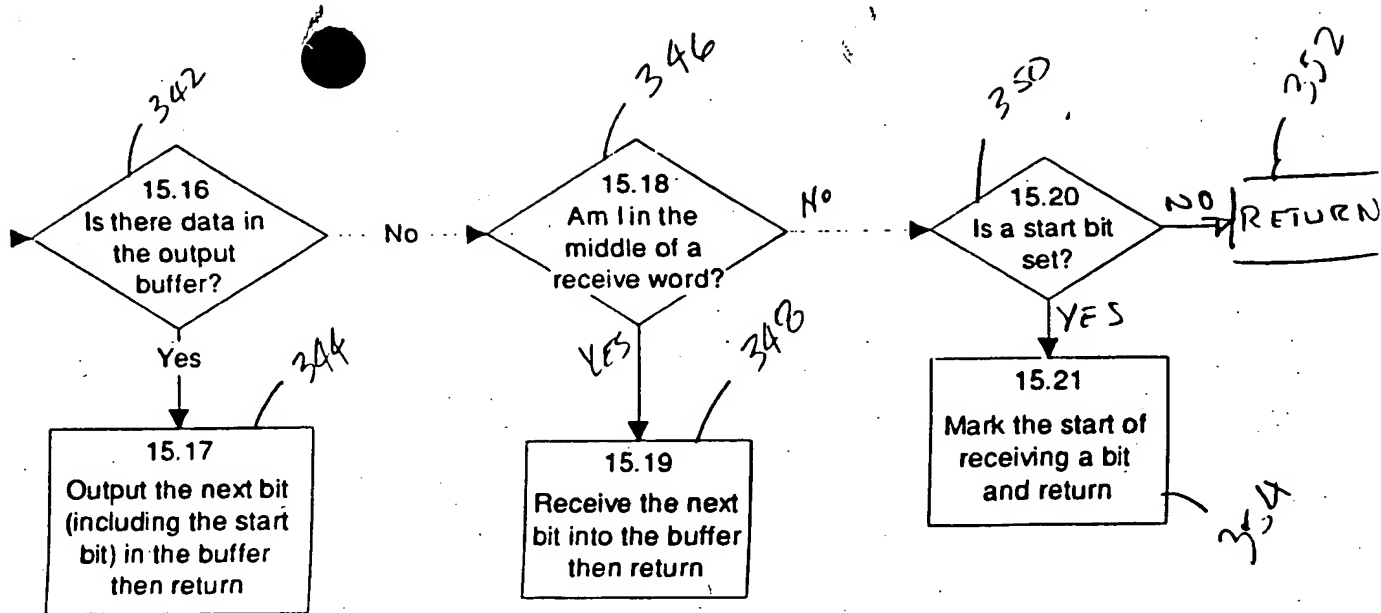 342
15.16
Is there data in
the output
buffer?
Yes
344
15.17
Output the next bit
(including the start
bit) in the buffer
then return
No
346
15.18
Am I in the
middle of a
receive word?
YES
348
15.19
Receive the next
bit into the buffer
then return
No
350
15.20
Is a start bit
set?
YES
15.21
Mark the start of
receiving a bit
and return
354
NO
352
RETURN